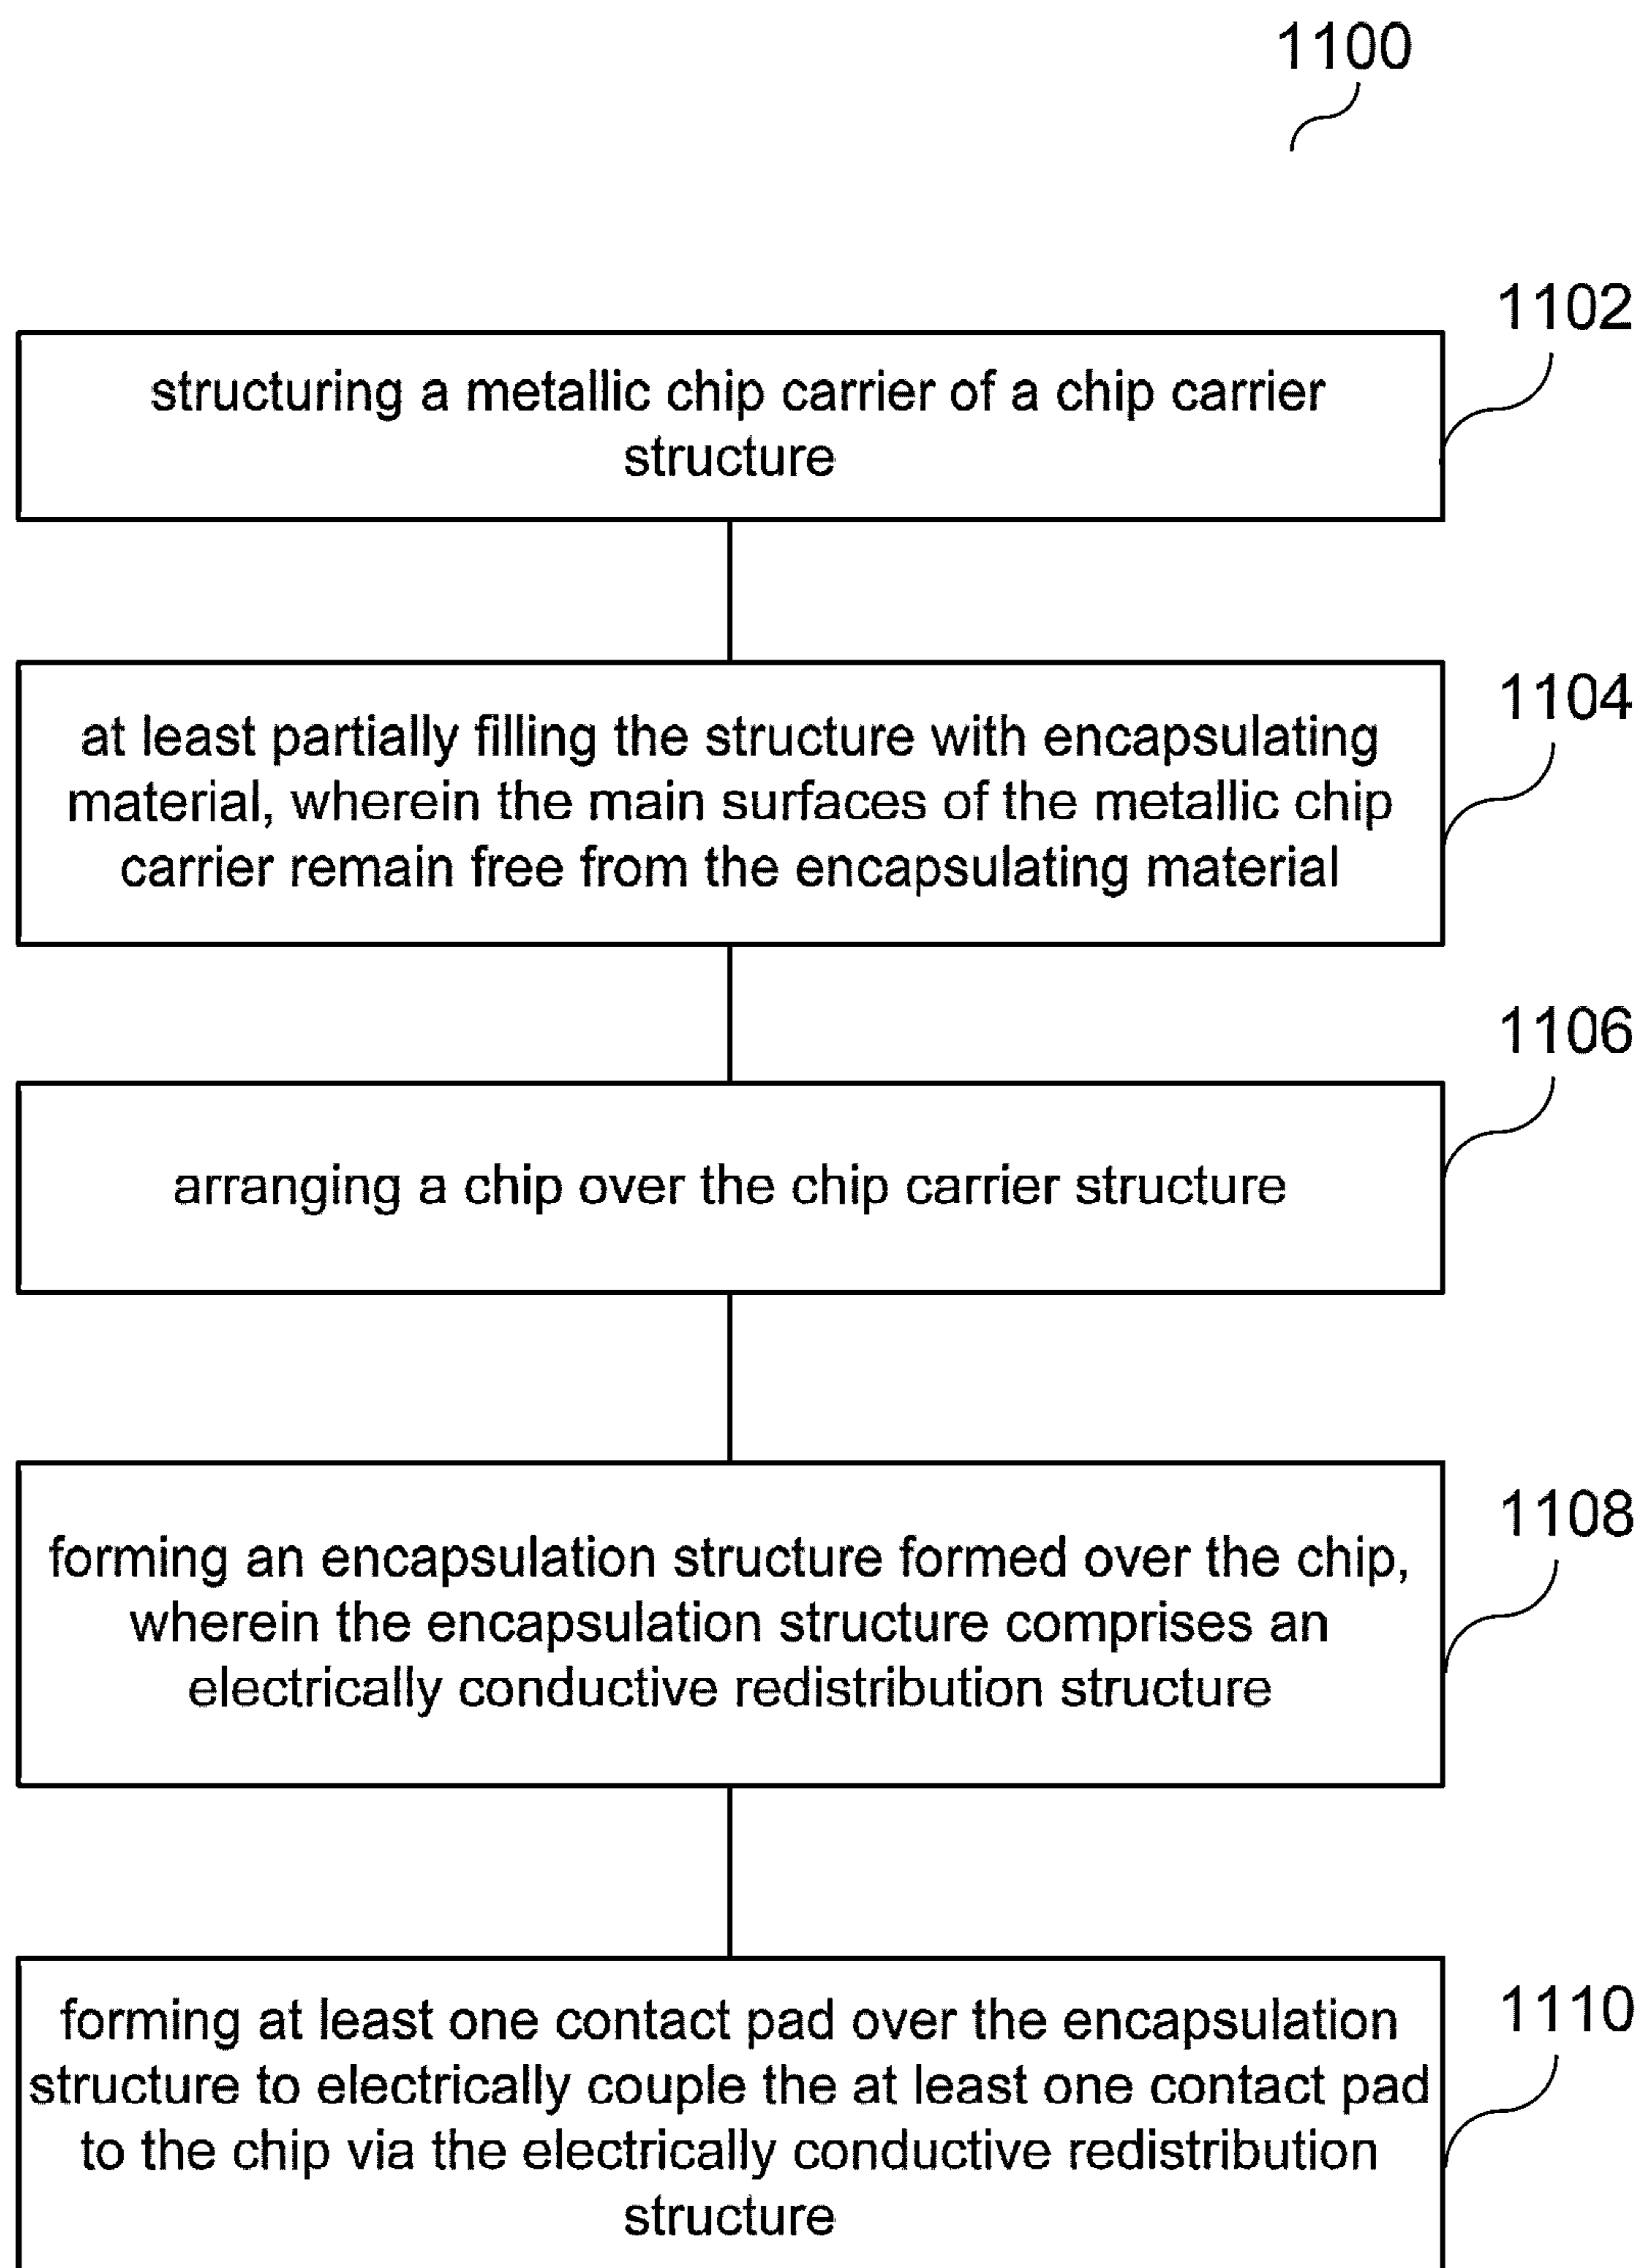 1100
1102
structuring a metallic chip carrier of a chip carrier
structure
1104
at least partially filling the structure with encapsulating
material, wherein the main surfaces of the metallic chip
carrier remain free from the encapsulating material
1106
arranging a chip over the chip carrier structure
1108
forming an encapsulation structure formed over the chip,
wherein the encapsulation structure comprises an
electrically conductive redistribution structure
1110
forming at least one contact pad over the encapsulation
structure to electrically couple the at least one contact pad
to the chip via the electrically conductive redistribution
structure